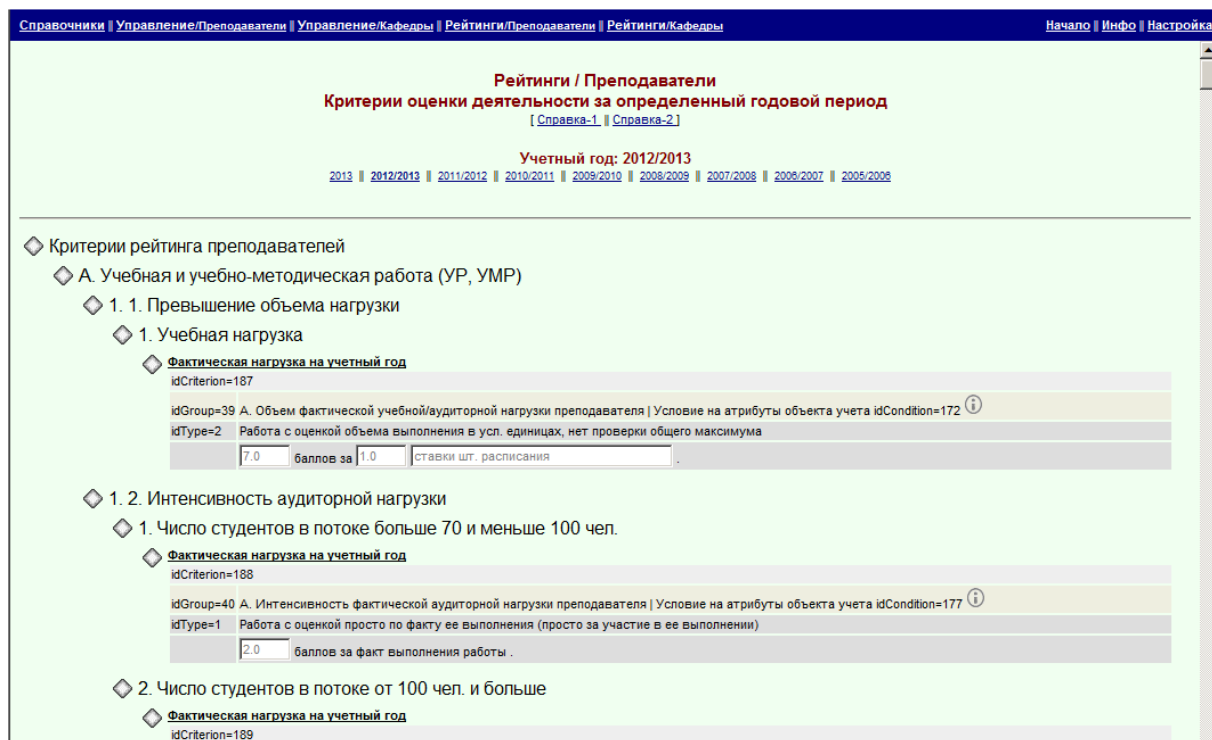 Справочники || Управление/Преподаватели || Управление/Кафедры || Рейтинги/Преподаватели || Рейтинги/Кафедры Начало || Инфо || Настройка
Рейтинги / Преподаватели
Критерии оценки деятельности за определенный годовой период
[ Справка-1 || Справка-2 ]
Учетный год: 2012/2013
2013 || 2012/2013 || 2011/2012 || 2010/2011 || 2009/2010 || 2008/2009 || 2007/2008 || 2006/2007 || 2005/2006
Критерии рейтинга преподавателей
А. Учебная и учебно-методическая работа (УР, УМР)
1. 1. Превышение объема нагрузки
1. Учебная нагрузка
Фактическая нагрузка на учетный год
idCriterion=187
idGroup=39 А. Объем фактической учебной/аудиторной нагрузки преподавателя | Условие на атрибуты объекта учета idCondition=172
idType=2 Работа с оценкой объема выполнения в усл. единицах, нет проверки общего максимума
7.0 баллов за 1.0 ставки шт. расписания .
1. 2. Интенсивность аудиторной нагрузки
1. Число студентов в потоке больше 70 и меньше 100 чел.
Фактическая нагрузка на учетный год
idCriterion=188
idGroup=40 А. Интенсивность фактической аудиторной нагрузки преподавателя | Условие на атрибуты объекта учета idCondition=177
idType=1 Работа с оценкой просто по факту ее выполнения (просто за участие в ее выполнении)
2.0 баллов за факт выполнения работы .
2. Число студентов в потоке от 100 чел. и больше
Фактическая нагрузка на учетный год
idCriterion=189